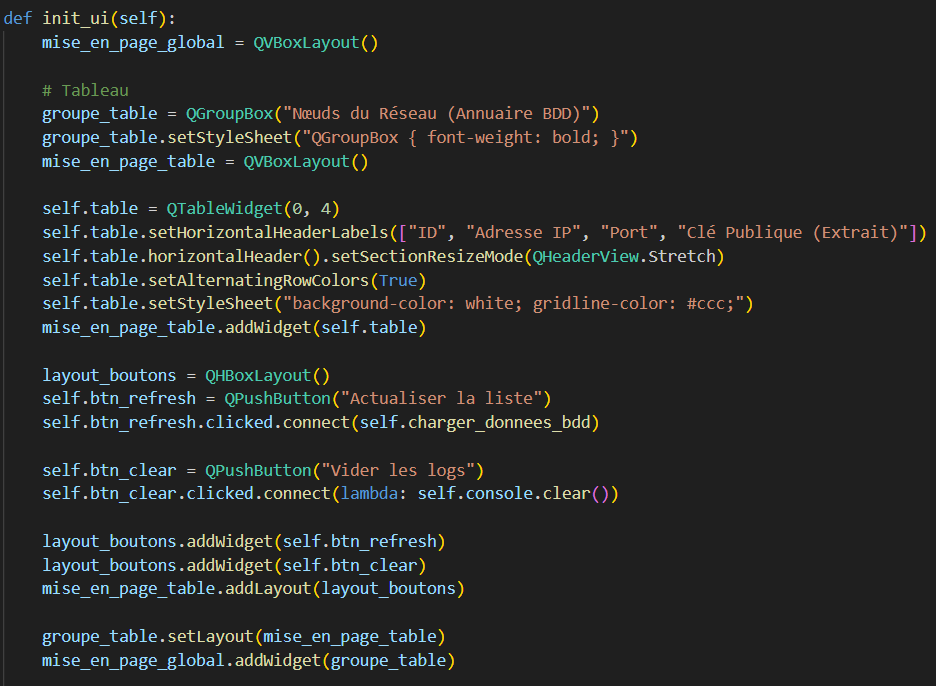 def init_ui(self):
    mise_en_page_global = QVBoxLayout()

    # Tableau
    groupe_table = QGroupBox("Nœuds du Réseau (Annuaire BDD)")
    groupe_table.setStyleSheet("QGroupBox { font-weight: bold; }")
    mise_en_page_table = QVBoxLayout()

    self.table = QTableWidget(0, 4)
    self.table.setHorizontalHeaderLabels(["ID", "Adresse IP", "Port", "Clé Publique (Extrait)"])
    self.table.horizontalHeader().setSectionResizeMode(QHeaderView.Stretch)
    self.table.setAlternatingRowColors(True)
    self.table.setStyleSheet("background-color: white; gridline-color: #ccc;")
    mise_en_page_table.addWidget(self.table)

    layout_boutons = QHBoxLayout()
    self.btn_refresh = QPushButton("Actualiser la liste")
    self.btn_refresh.clicked.connect(self.charger_donnees_bdd)

    self.btn_clear = QPushButton("Vider les logs")
    self.btn_clear.clicked.connect(lambda: self.console.clear())

    layout_boutons.addWidget(self.btn_refresh)
    layout_boutons.addWidget(self.btn_clear)
    mise_en_page_table.addLayout(layout_boutons)

    groupe_table.setLayout(mise_en_page_table)
    mise_en_page_global.addWidget(groupe_table)